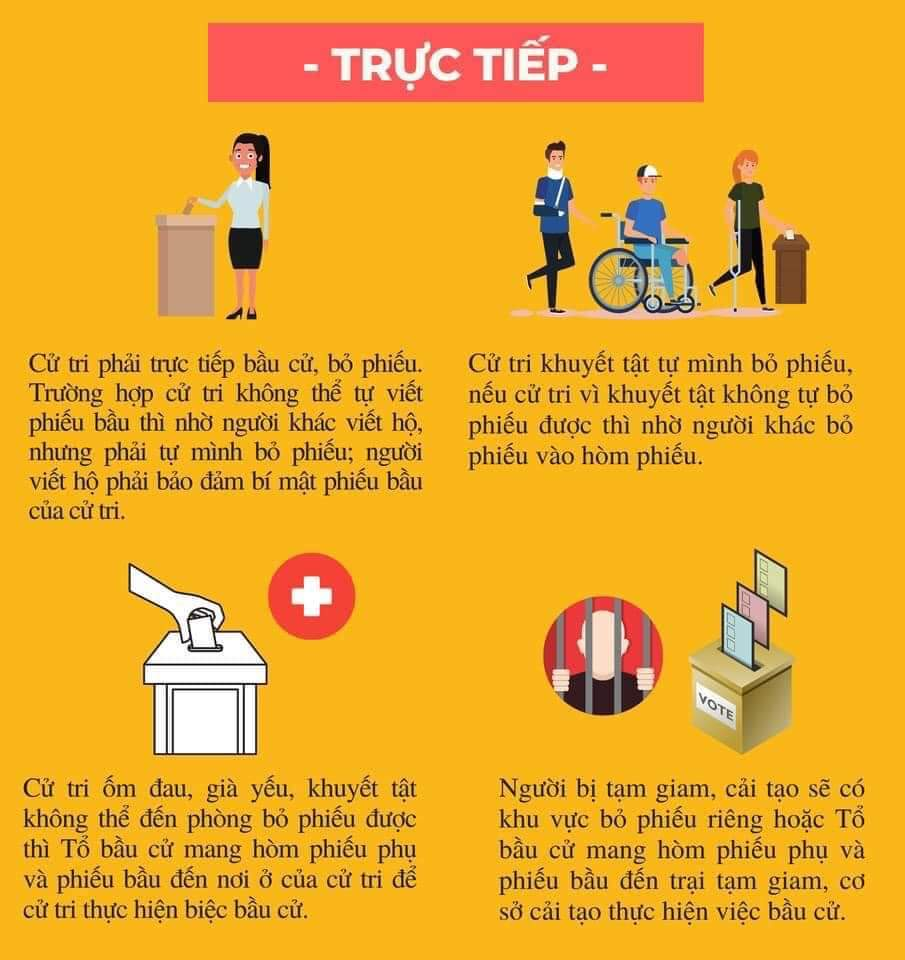 - TRỰC TIẾP -
Cử tri phải trực tiếp bầu cử, bỏ phiếu.
Trường hợp cử tri không thể tự viết
phiếu bầu thì nhờ người khác viết hộ,
nhưng phải tự mình bỏ phiếu; người
viết hộ phải bảo đảm bí mật phiếu bầu
của cử tri.
Cử tri khuyết tật tự mình bỏ phiếu,
nếu cử tri vì khuyết tật không tự bỏ
phiếu được thì nhờ người khác bỏ
phiếu vào hòm phiếu.
VOTE
Cử tri ốm đau, già yếu, khuyết tật
không thể đến phòng bỏ phiếu được
thì Tổ bầu cử mang hòm phiếu phụ
và phiếu bầu đến nơi ở của cử tri để
cử tri thực hiện biệc bầu cử.
Người bị tạm giam, cải tạo sẽ có
khu vực bỏ phiếu riêng hoặc Tổ
bầu cử mang hòm phiếu phụ và
phiếu bầu đến trại tạm giam, cơ
sở cải tạo thực hiện việc bầu cử.